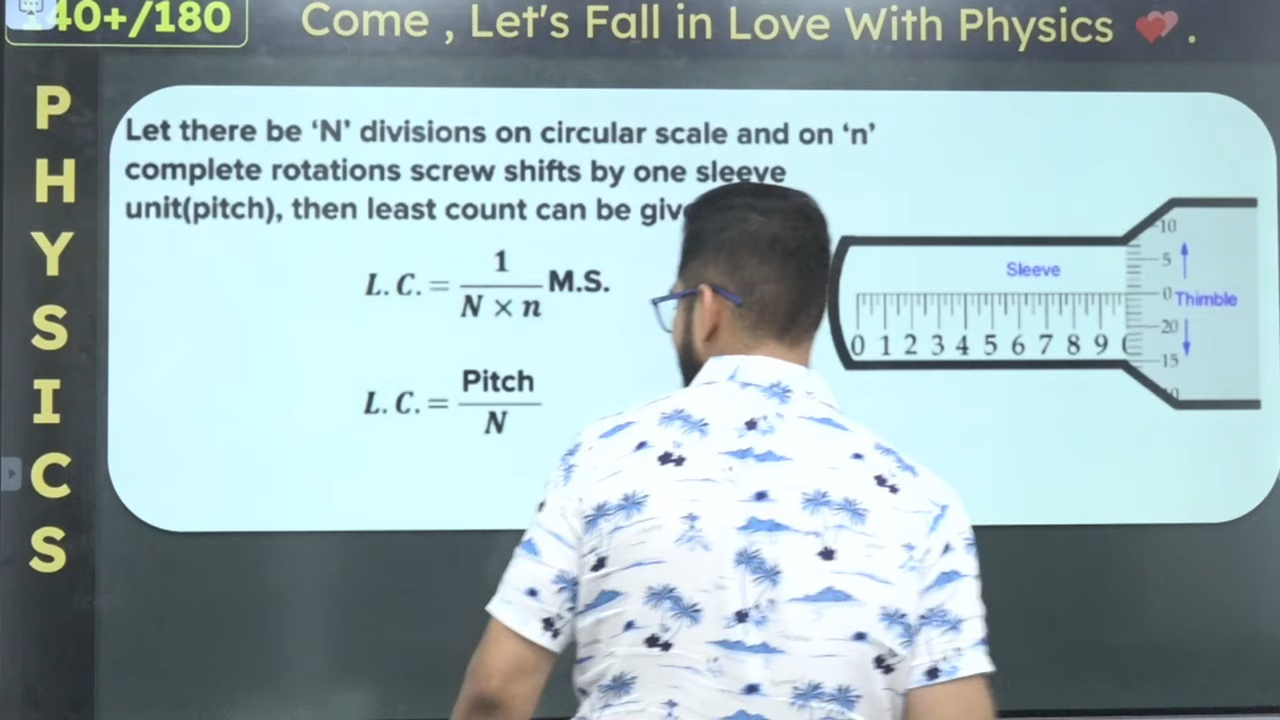 40+/180
Come , Let's Fall in Love With Physics ❤️ .
PHYSICS
Let there be ‘N’ divisions on circular scale and on ‘n’
complete rotations screw shifts by one sleeve
unit(pitch), then least count can be
L. C. = 1 / N × n M.S.
L. C. = Pitch / N
Sleeve
0 1 2 3 4 5 6 7 8 9
10
5
0
Thimble
20
15